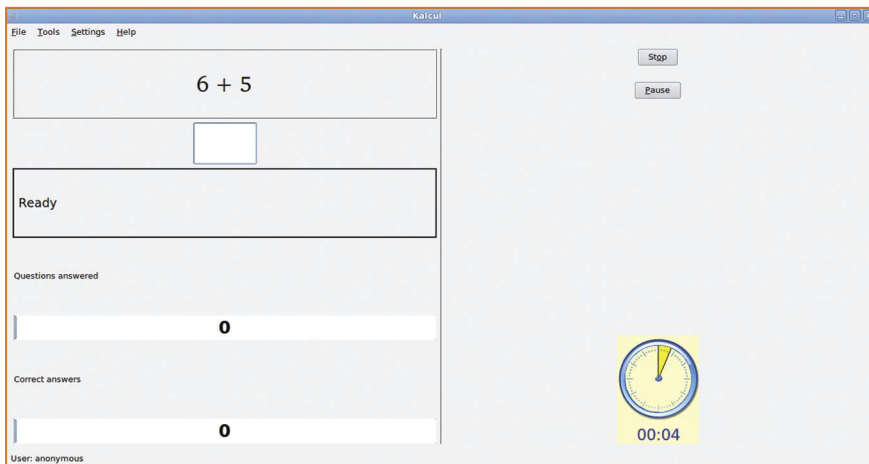 Kalcul
File Tools Settings Help
6 + 5
Stop
Pause
Ready
Questions answered
0
Correct answers
0
00:04
User: anonymous